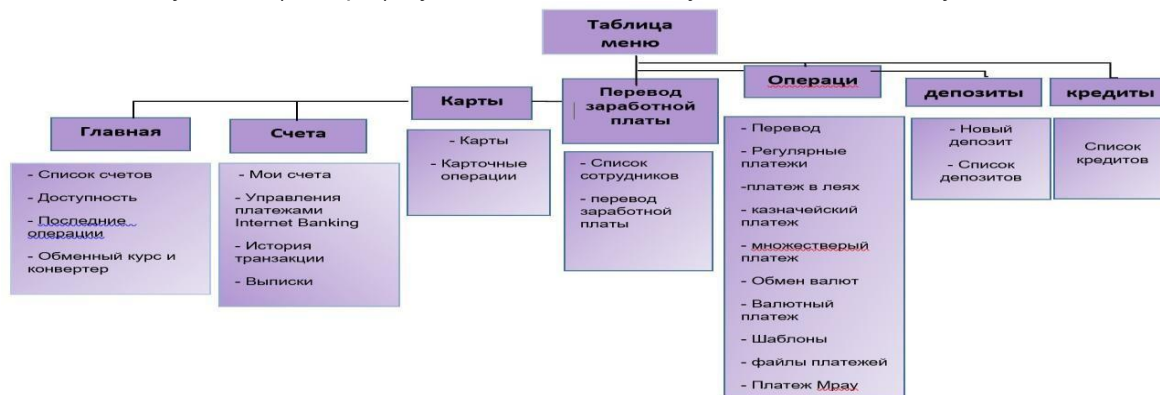 Таблица
меню
Главная
- Список счетов
- Доступность
- Последние
операции
- Обменный курс и
конвертер
Счета
- Мои счета
- Управления
платежами
Internet Banking
- История
транзакции
- Выписки
Карты
- Карты
- Карточные
операции
Перевод
заработной
платы
- Список
сотрудников
- перевод
заработной
платы
Операци
- Перевод
- Регулярные
платежи
-платеж в леях
- казначейский
платеж
- множестверый
платеж
- Обмен валют
- Валютный
платеж
- Шаблоны
- файлы платежей
- Платеж Mpay
депозиты
- Новый
депозит
- Список
депозитов
кредиты
Список
кредитов